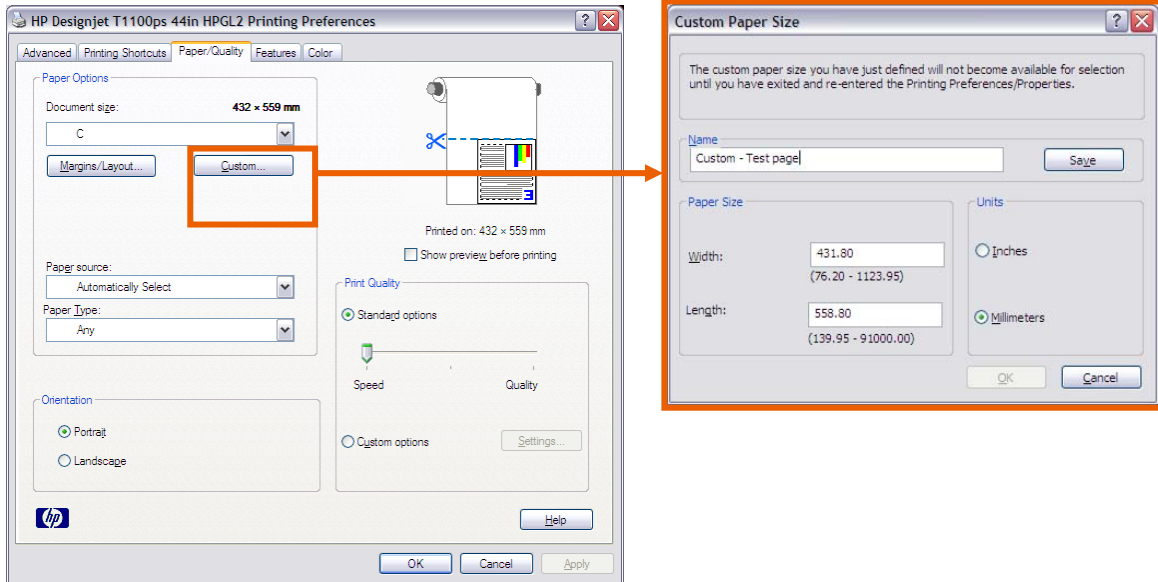 HP Designjet T1100ps 44in HPGL2 Printing Preferences
Advanced Printing Shortcuts Paper/Quality Features Color
Paper Options
Document size: 432 × 559 mm
C
Margins/Layout... Custom...
Printed on: 432 × 559 mm
Show preview before printing
Paper source:
Automatically Select
Paper Type:
Any
Print Quality
Standard options
Speed Quality
Custom options Settings...
Orientation
Portrait
Landscape
hp
Help
OK Cancel Apply
Custom Paper Size
The custom paper size you have just defined will not become available for selection
until you have exited and re-entered the Printing Preferences/Properties.
Name
Custom - Test page
Save
Paper Size
Width: 431.80
(76.20 - 1123.95)
Length: 558.80
(139.95 - 91000.00)
Units
Inches
Millimeters
OK Cancel